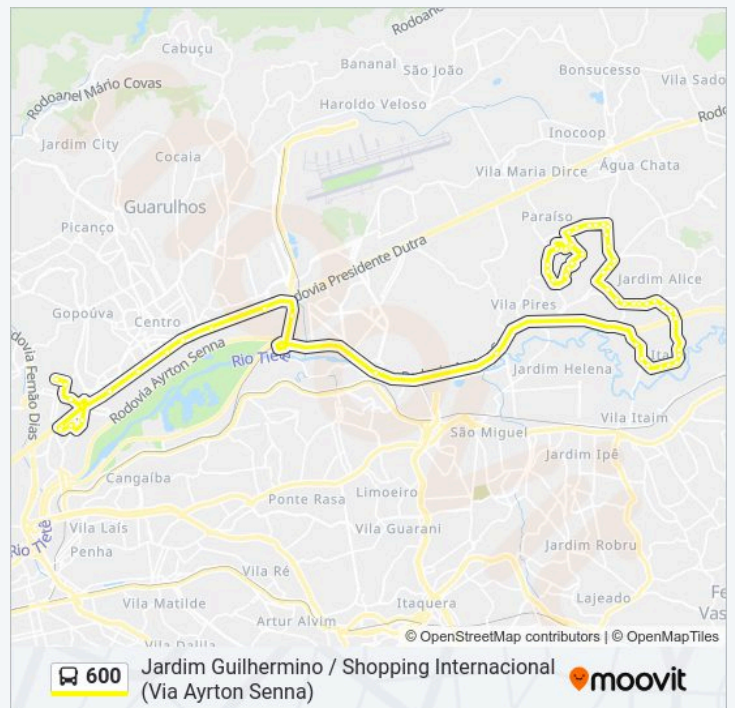 Rodoanel
Cabuçu
Bananal
São João
Bonsucesso
Vila Sado
Rodoanel Mário Covas
Haroldo Veloso
Rodo
Inocoop
Jardim City
Cocaia
Vila Maria Dirce
Água Chata
Guarulhos
Paraíso
Picanço
dovia Presidente Dutra
Jardim Alice
Vila Pires
Gopoúva
Centro
Rio Tietê
Rodovia Ayrton Senna
Ita
Jardim Helena
dovia Fernão Dias
Vila Itaim
São Miguel
Jardim Ipê
Cangaíba
Ponte Rasa
Limoeiro
Vila Laís
Vila Guarani
Rio Tietê
Penha
Jardim Robru
Vila Ré
Fe
Vas
Vila Matilde
Itaquera
Lajeado
Artur Alvim
Vila Dalila
© OpenStreetMap contributors | © OpenMapTiles
600
Jardim Guilhermino / Shopping Internacional
(Via Ayrton Senna)
moovit